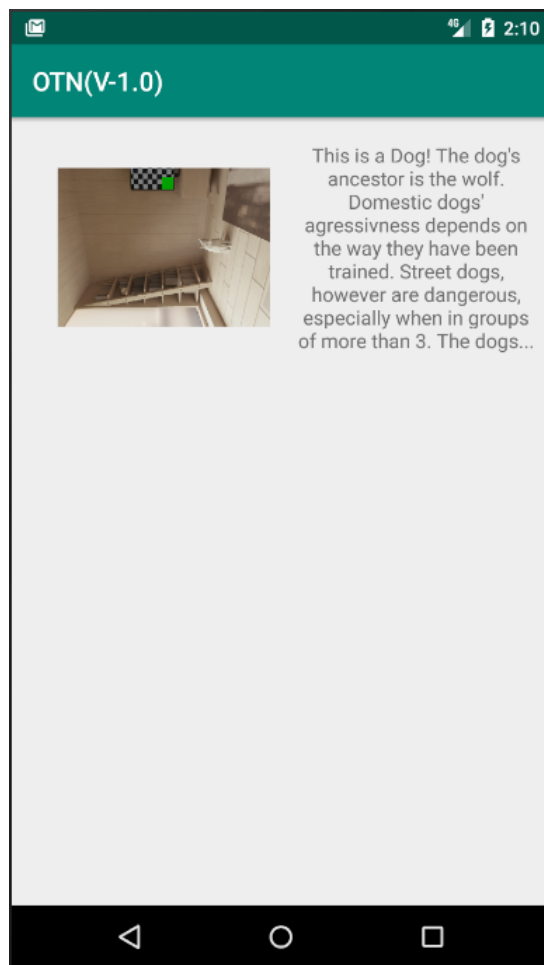 4G 2:10
OTN(V-1.0)
This is a Dog! The dog's
ancestor is the wolf.
Domestic dogs'
agressivness depends on
the way they have been
trained. Street dogs,
however are dangerous,
especially when in groups
of more than 3. The dogs...